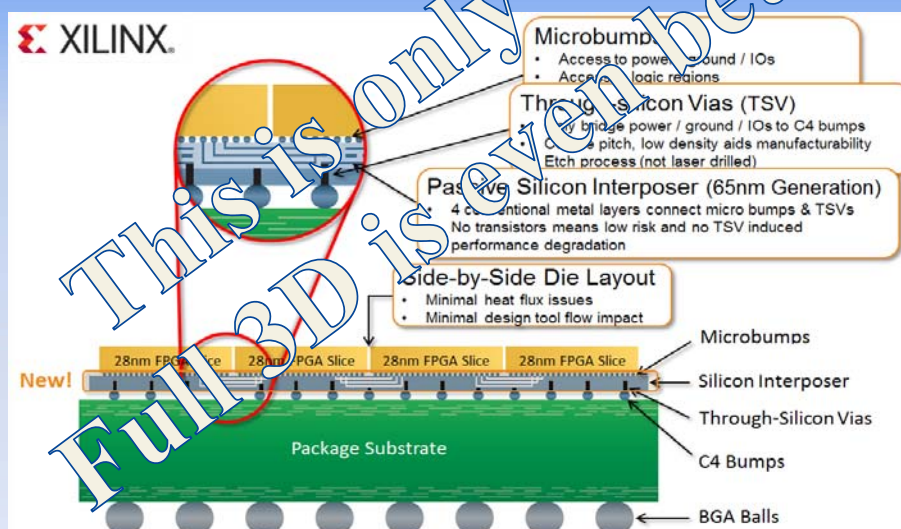 XILINX®
Microbumps
• Access to power / ground / IOs
• Access to logic regions
Through-silicon Vias (TSV)
• bridge power / ground / IOs to C4 bumps
• pitch, low density aids manufacturability
Etch process (not laser drilled)
Passive Silicon Interposer (65nm Generation)
• 4 conventional metal layers connect micro bumps & TSVs
No transistors means low risk and no TSV induced
performance degradation
Side-by-Side Die Layout
• Minimal heat flux issues
• Minimal design tool flow impact
This is only
Full 3D is even be
28nm FPGA Slice
28nm FPGA Slice
28nm FPGA Slice
28nm FPGA Slice
New!
Microbumps
Silicon Interposer
Through-Silicon Vias
C4 Bumps
BGA Balls
Package Substrate